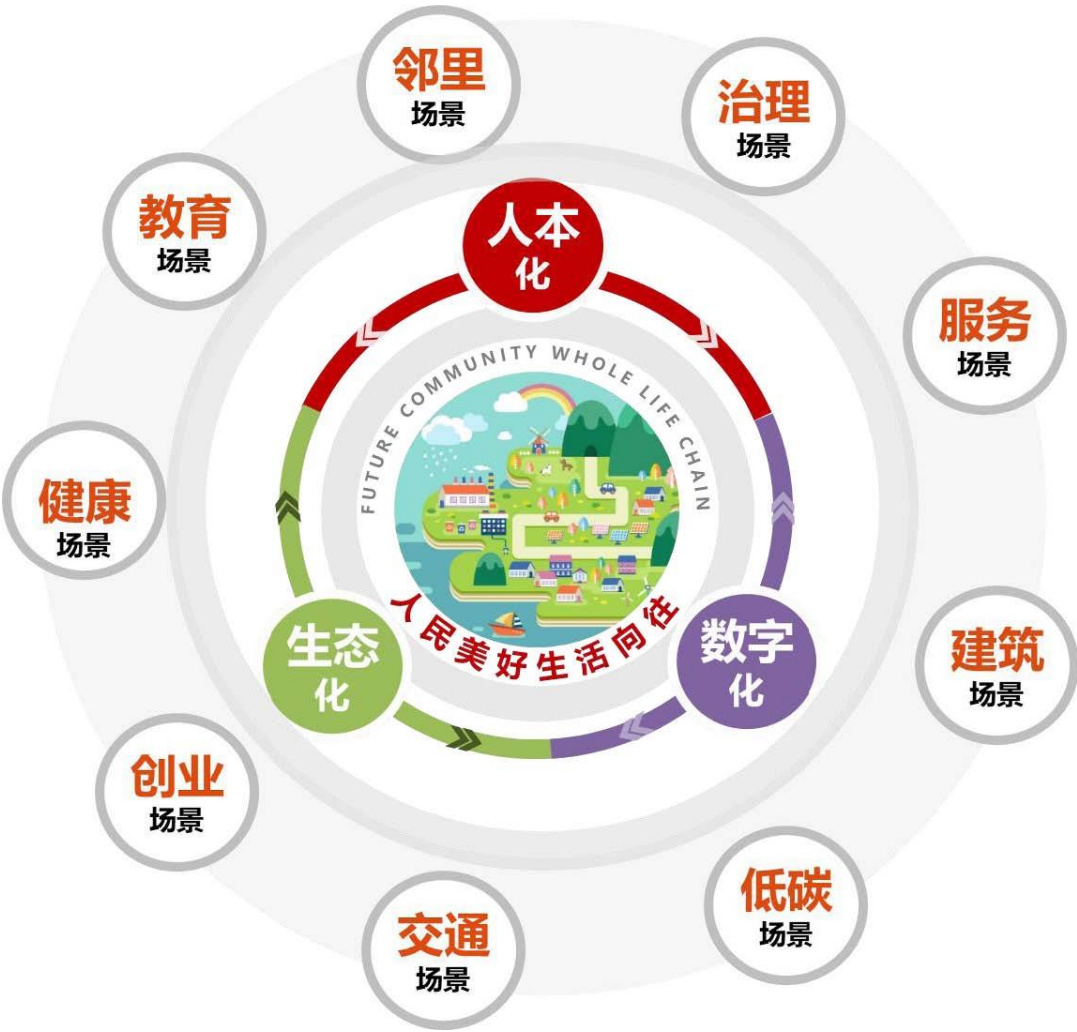 邻里
场景
治理
场景
教育
场景
人本
化
服务
场景
FUTURE COMMUNITY WHOLE LIFE CHAIN
健康
场景
人民美好生活向往
生态
化
数字
化
建筑
场景
创业
场景
低碳
场景
交通
场景